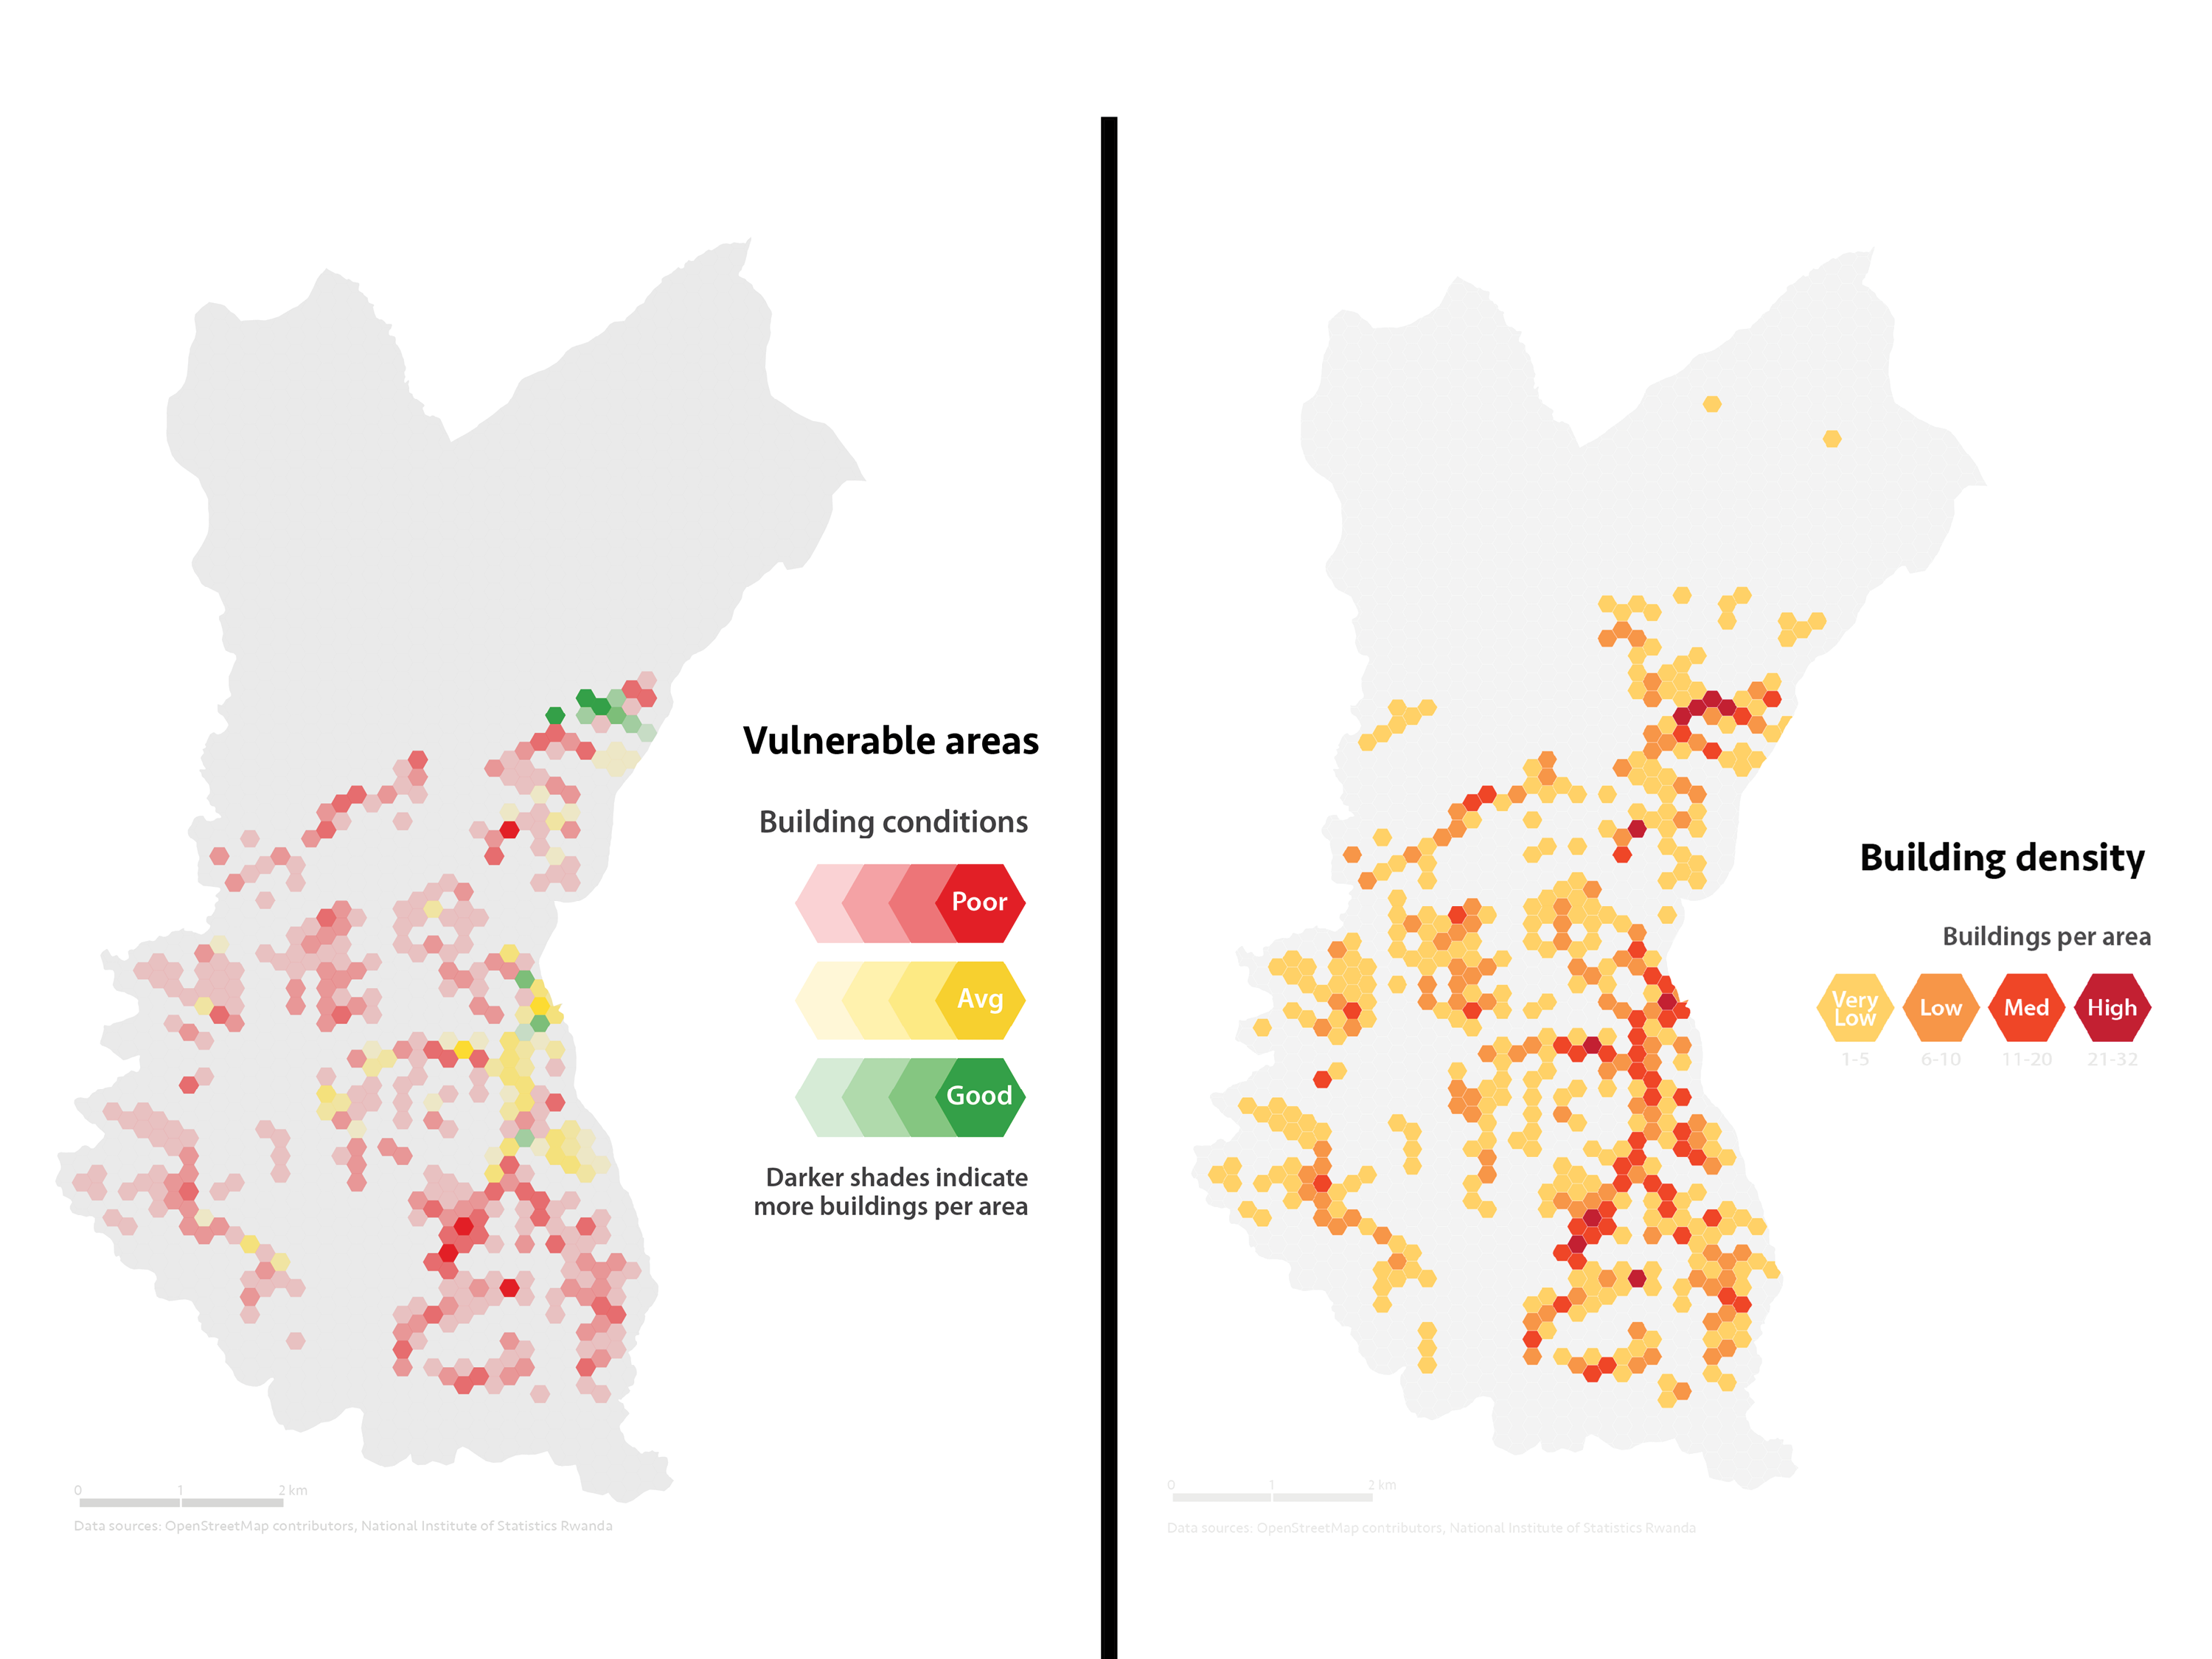 Vulnerable areas
Building conditions
Poor
Avg
Good
Darker shades indicate
more buildings per area
0 1 2 km
Data sources: OpenStreetMap contributors, National Institute of Statistics Rwanda
Building density
Buildings per area
Very
Low
Low
Med
High
1-5
6-10
11-20
21-32
0 1 2 km
Data sources: OpenStreetMap contributors, National Institute of Statistics Rwanda